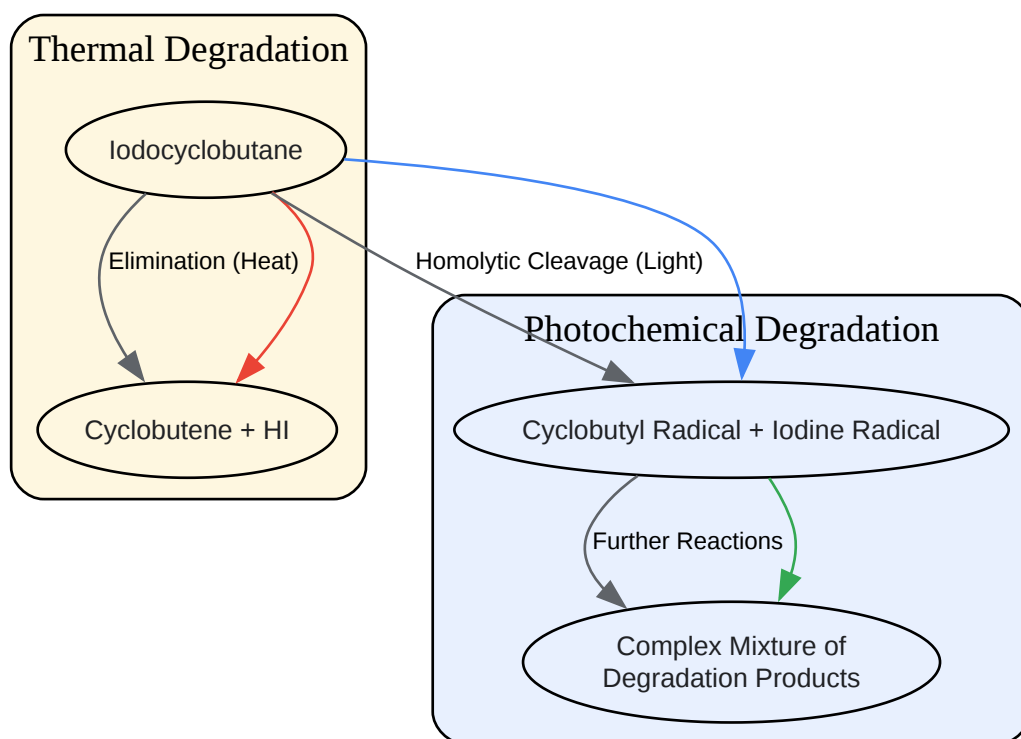 Thermal Degradation
Iodocyclobutane
Elimination (Heat)
Homolytic Cleavage (Light)
Photochemical Degradation
Cyclobutene + HI
Cyclobutyl Radical + Iodine Radical
Further Reactions
Complex Mixture of
Degradation Products